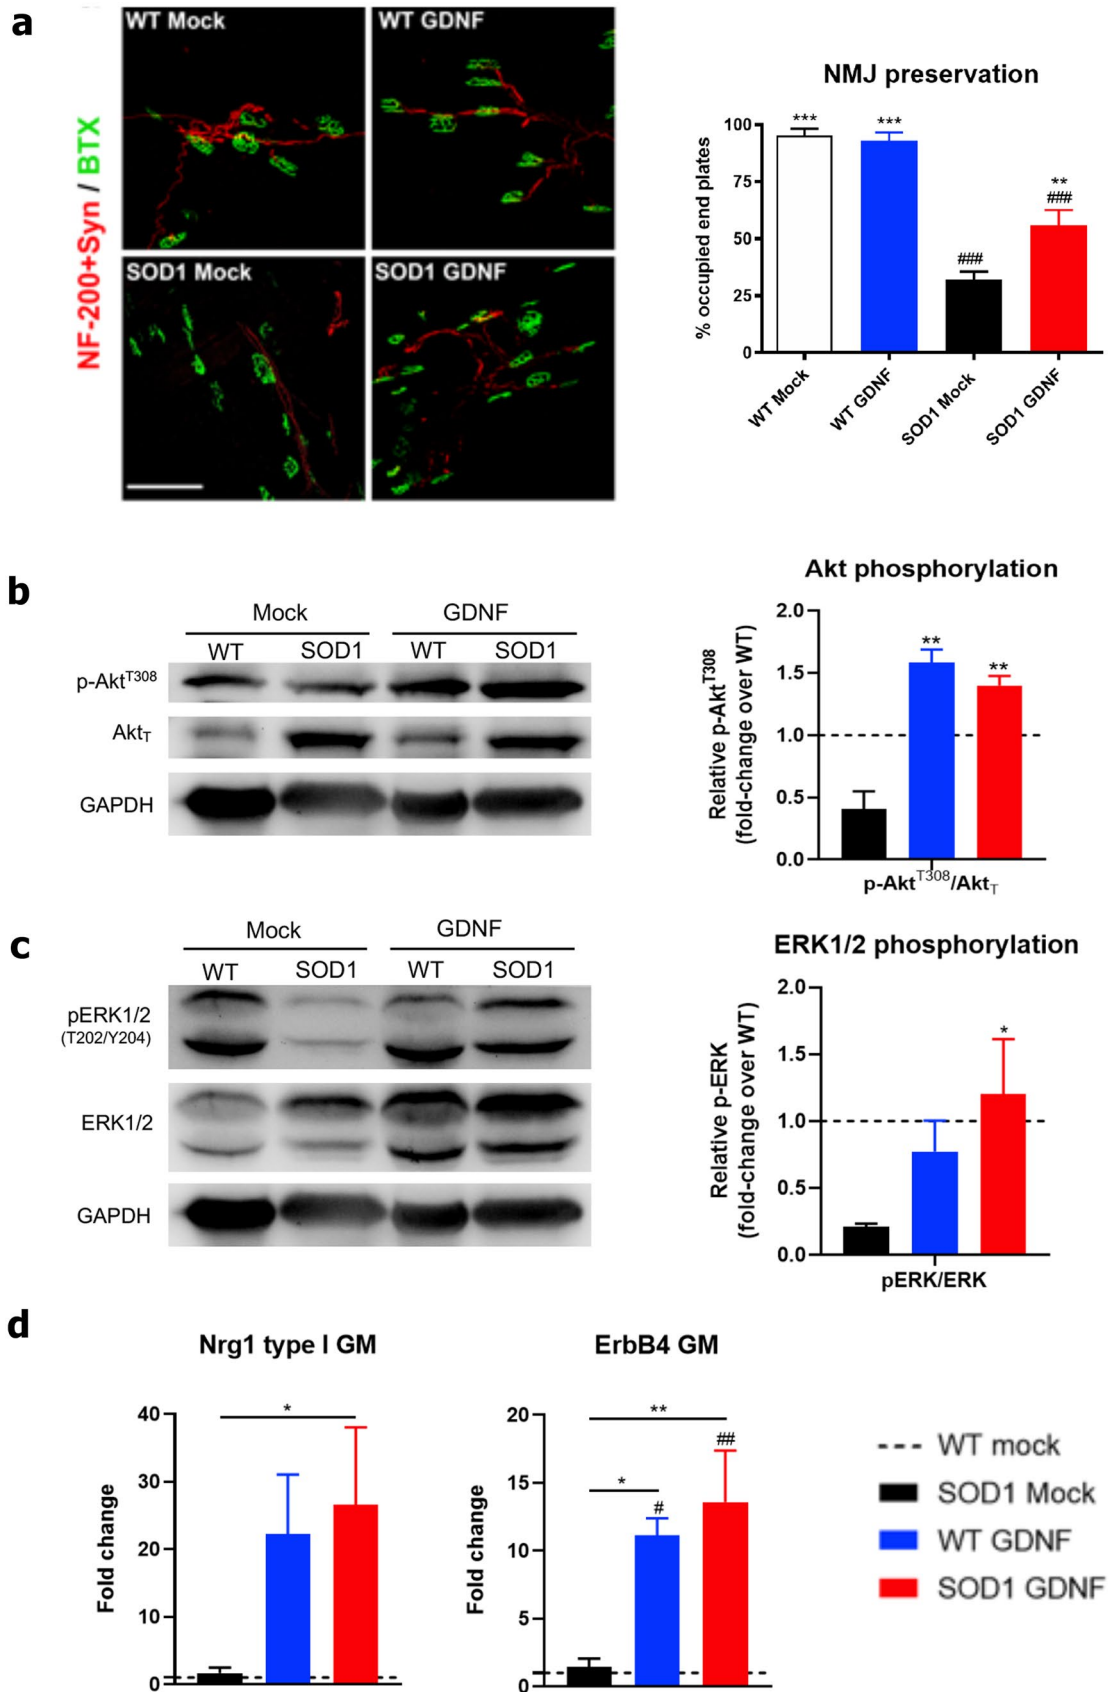 a
WT Mock
WT GDNF
SOD1 Mock
SOD1 GDNF
NF-200+Syn / BTX
NMJ preservation
% occupied end plates
100
75
50
25
0
***
***
###
**
###
WT Mock
WT GDNF
SOD1 Mock
SOD1 GDNF
b
Mock
GDNF
WT
SOD1
WT
SOD1
p-AktT308
AktT
GAPDH
Akt phosphorylation
Relative p-AktT308
(fold-change over WT)
2.0
1.5
1.0
0.5
0.0
**
**
p-AktT308/AktT
c
Mock
GDNF
WT
SOD1
WT
SOD1
pERK1/2
(T202/Y204)
ERK1/2
GAPDH
ERK1/2 phosphorylation
Relative p-ERK
(fold-change over WT)
2.0
1.5
1.0
0.5
0.0
*
pERK/ERK
d
Nrg1 type I GM
Fold change
40
30
20
10
0
*
ErbB4 GM
Fold change
20
15
10
5
0
**
*
#
##
WT mock
SOD1 Mock
WT GDNF
SOD1 GDNF